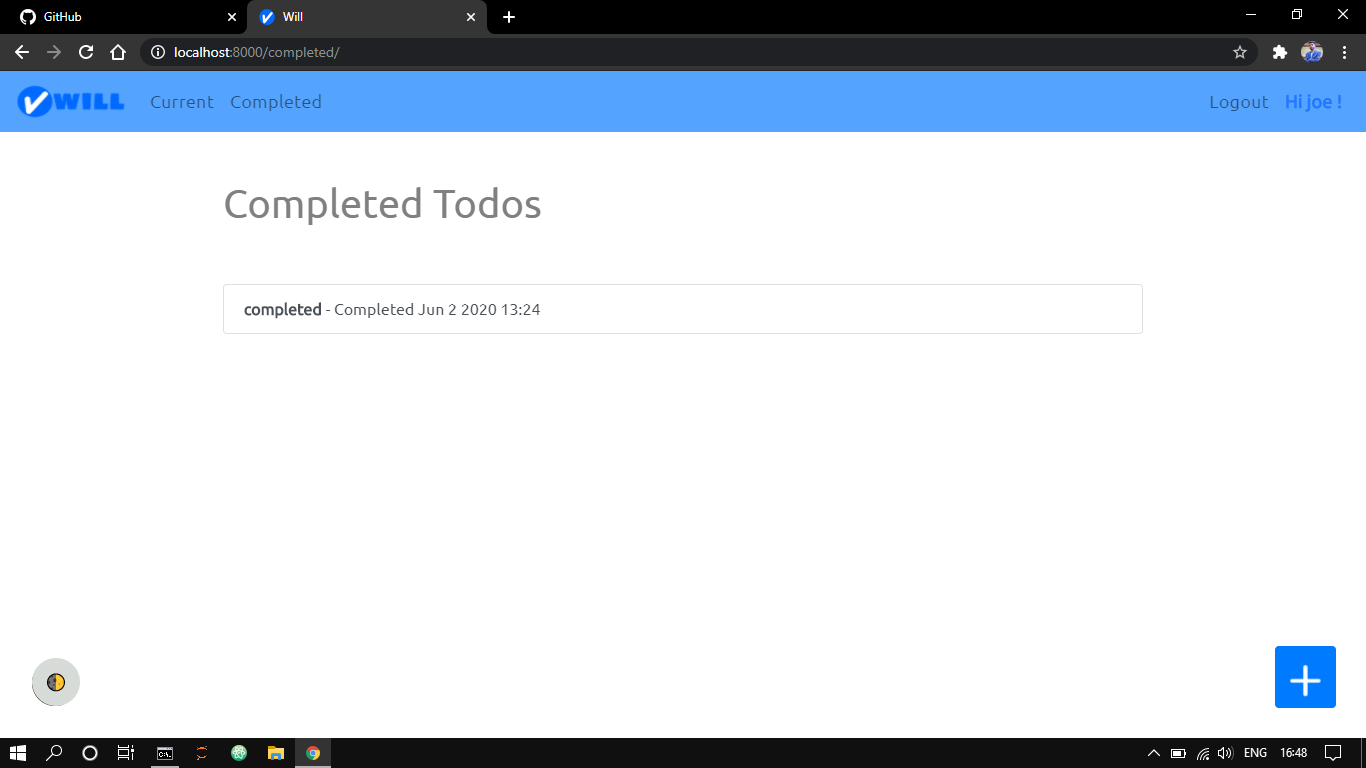 GitHub
Will
localhost:8000/completed/
WILL Current Completed Logout Hi joe !
Completed Todos
completed - Completed Jun 2 2020 13:24
C:\.
ENG 16:48